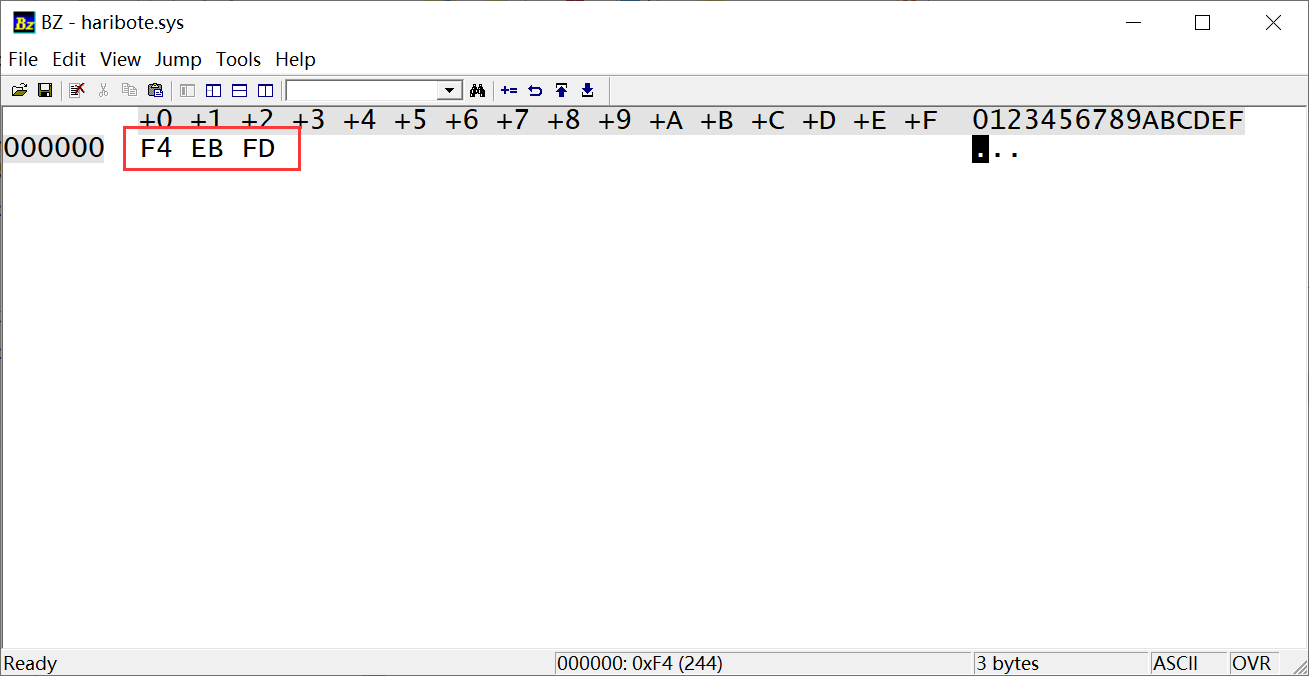 BZ - haribote.sys
File Edit View Jump Tools Help
+0 +1 +2 +3 +4 +5 +6 +7 +8 +9 +A +B +C +D +E +F 0123456789ABCDEF
000000 F4 EB FD ...
Ready 000000: 0xF4 (244) 3 bytes ASCII OVR